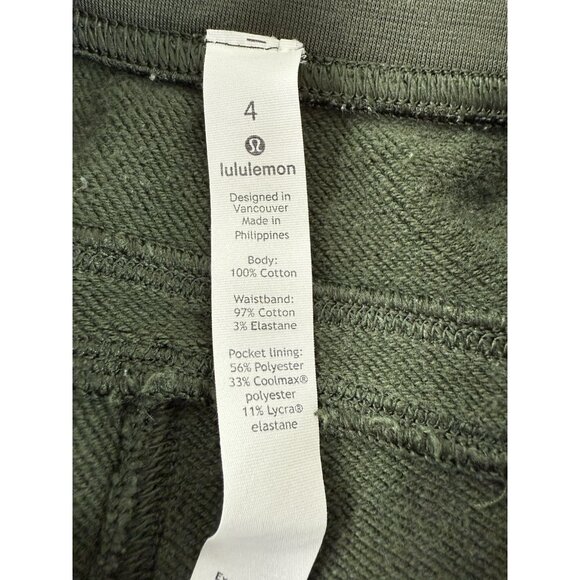 4
lululemon
Designed in
Vancouver
Made in
Philippines
Body:
100% Cotton
Waistband:
97% Cotton
3% Elastane
Pocket lining:
56% Polyester
33% Coolmax®
polyester
11% Lycra®
elastane